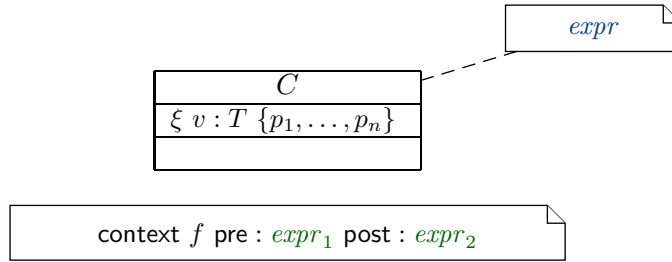 expr
C
ξ v : T {p₁, . . . , pₙ}
context f pre : expr₁ post : expr₂